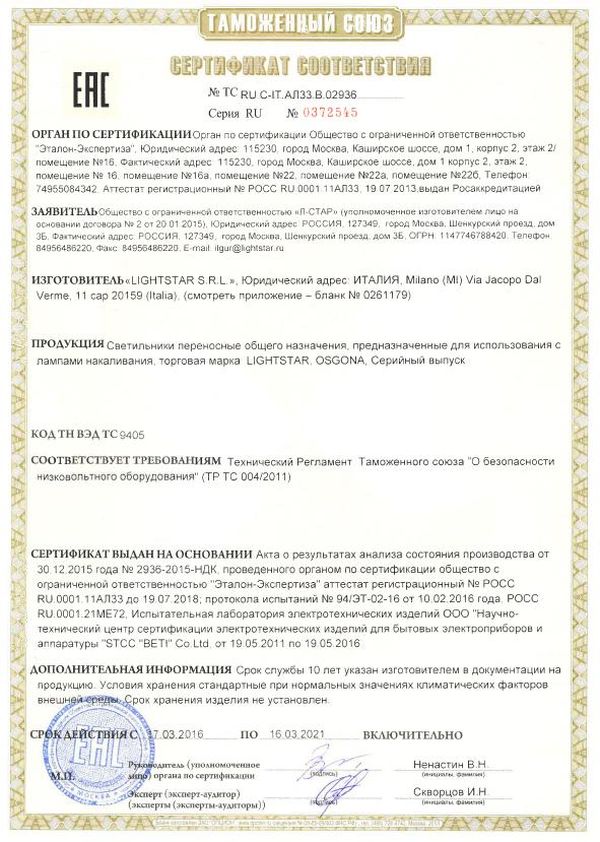 ТАМОЖЕННЫЙ СОЮЗ
СЕРТИФИКАТ СООТВЕТСТВИЯ
ЕАС
№ ТС RU C-IT.АЛ33.В.02936
Серия RU № 0372545
ОРГАН ПО СЕРТИФИКАЦИИ Орган по сертификации Общество с ограниченной ответственностью
"Эталон-Экспертиза", Юридический адрес: 115230, город Москва, Каширское шоссе, дом 1, корпус 2, этаж 2/
помещение №16. Фактический адрес: 115230, город Москва, Каширское шоссе, дом 1 корпус 2, этаж 2,
помещение № 16, помещение №16а, помещение №22, помещение №22а, помещение №22б, Телефон:
74955084342. Аттестат регистрационный № РОСС RU.0001.11АЛ33, 19.07.2013,выдан Росаккредитацией
ЗАЯВИТЕЛЬ Общество с ограниченной ответственностью «Л-СТАР» (уполномоченное изготовителем лицо на
основании договора № 2 от 20.01.2015), Юридический адрес: РОССИЯ, 127349, город Москва, Шенкурский проезд, дом
3Б. Фактический адрес: РОССИЯ, 127349, город Москва, Шенкурский проезд, дом 3Б. ОГРН: 1147746788420. Телефон
84956486220, Факс: 84956486220, E-mail: ilgur@lightstar.ru
ИЗГОТОВИТЕЛЬ «LIGHTSTAR S.R.L.», Юридический адрес: ИТАЛИЯ, Milano (MI) Via Jacopo Dal
Verme, 11 cap 20159 (Italia). (смотреть приложение – бланк № 0261179)
ПРОДУКЦИЯ Светильники переносные общего назначения, предназначенные для использования с
лампами накаливания, торговая марка LIGHTSTAR, OSGONA, Серийный выпуск
КОД ТН ВЭД ТС 9405
СООТВЕТСТВУЕТ ТРЕБОВАНИЯМ Технический Регламент Таможенного союза "О безопасности
низковольтного оборудования" (ТР ТС 004/2011)
СЕРТИФИКАТ ВЫДАН НА ОСНОВАНИИ Акта о результатах анализа состояния производства от
30.12.2015 года № 2936-2015-НДК, проведенного органом по сертификации общество с
ограниченной ответственностью "Эталон-Экспертиза" аттестат регистрационный № РОСС
RU.0001.11АЛ33 до 19.07.2018; протокола испытаний № 94/ЭТ-02-16 от 10.02.2016 года. РОСС
RU.0001.21МЕ72, Испытательная лаборатория электротехнических изделий ООО "Научно-
технический центр сертификации электротехнических изделий для бытовых электроприборов и
аппаратуры "STCC "BETI" Co.Ltd. от 19.05.2011 по 19.05.2016
ДОПОЛНИТЕЛЬНАЯ ИНФОРМАЦИЯ Срок службы 10 лет указан изготовителем в документации на
продукцию. Условия хранения стандартные при нормальных значениях климатических факторов
внешней среды. Срок хранения изделия не установлен.
СРОК ДЕЙСТВИЯ С 17.03.2016 ПО 16.03.2021 ВКЛЮЧИТЕЛЬНО
М.П.
Руководитель (уполномоченное
лицо) органа по сертификации
(подпись)
Ненастин В.Н.
(инициалы, фамилия)
Эксперт (эксперт-аудитор)
(эксперты (эксперты-аудиторы))
(подпись)
Скворцов И.Н.
(инициалы, фамилия)
ЕАС
МОСКВА